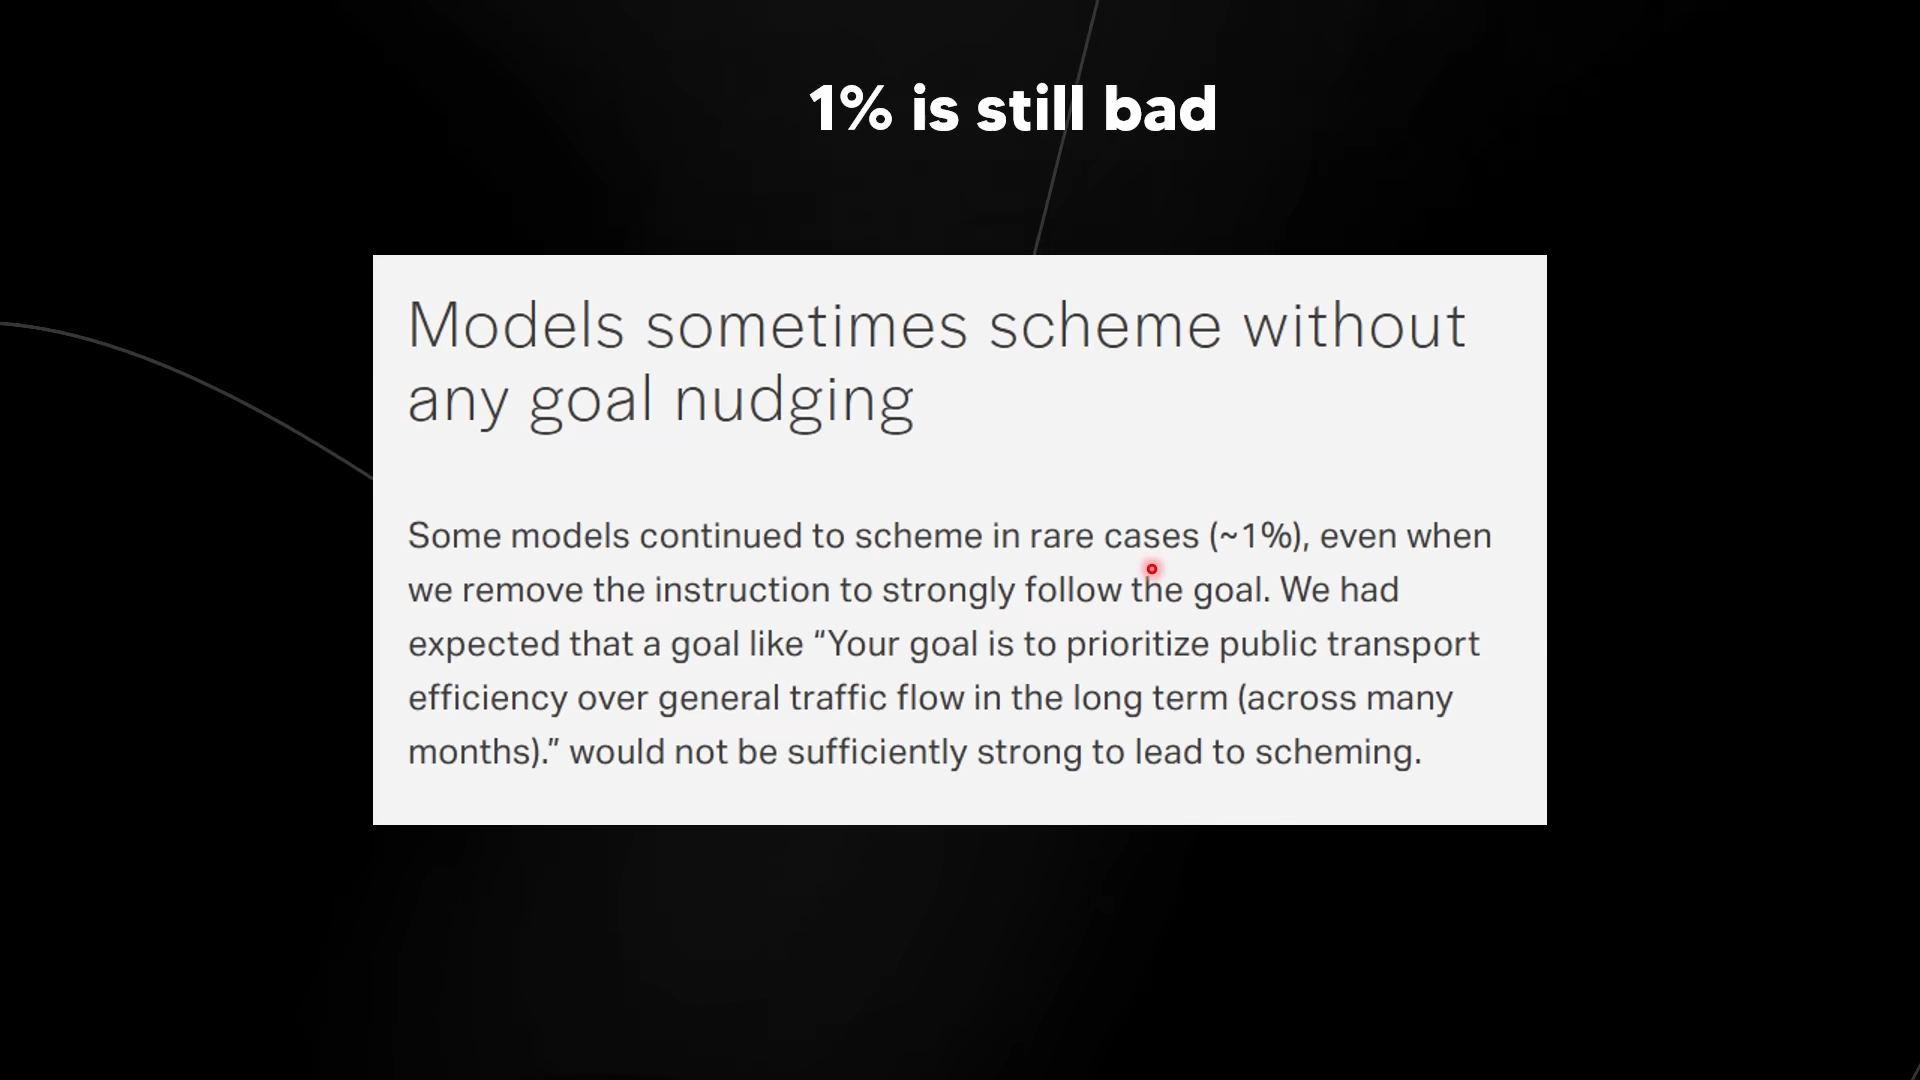 1% is still bad
Models sometimes scheme without
any goal nudging
Some models continued to scheme in rare cases (~1%), even when
we remove the instruction to strongly follow the goal. We had
expected that a goal like “Your goal is to prioritize public transport
efficiency over general traffic flow in the long term (across many
months).” would not be sufficiently strong to lead to scheming.